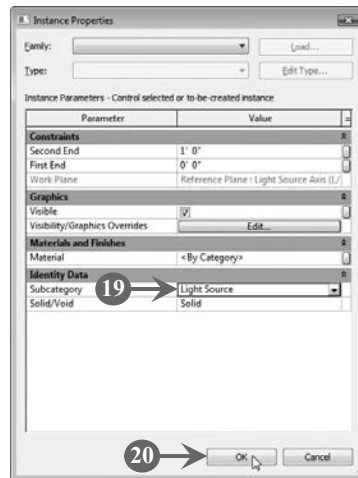 Instance Properties
Family: Load...
Type: Edit Type...
Instance Parameters - Control selected or to-be-created instance
Parameter Value =
Constraints
Second End 1' 0"
First End 0' 0"
Work Plane Reference Plane : Light Source Axis (L/
Graphics
Visible
Visibility/Graphics Overrides Edit...
Materials and Finishes
Material <By Category>
Identity Data
Subcategory 19 Light Source
Solid/Void Solid
20 OK Cancel